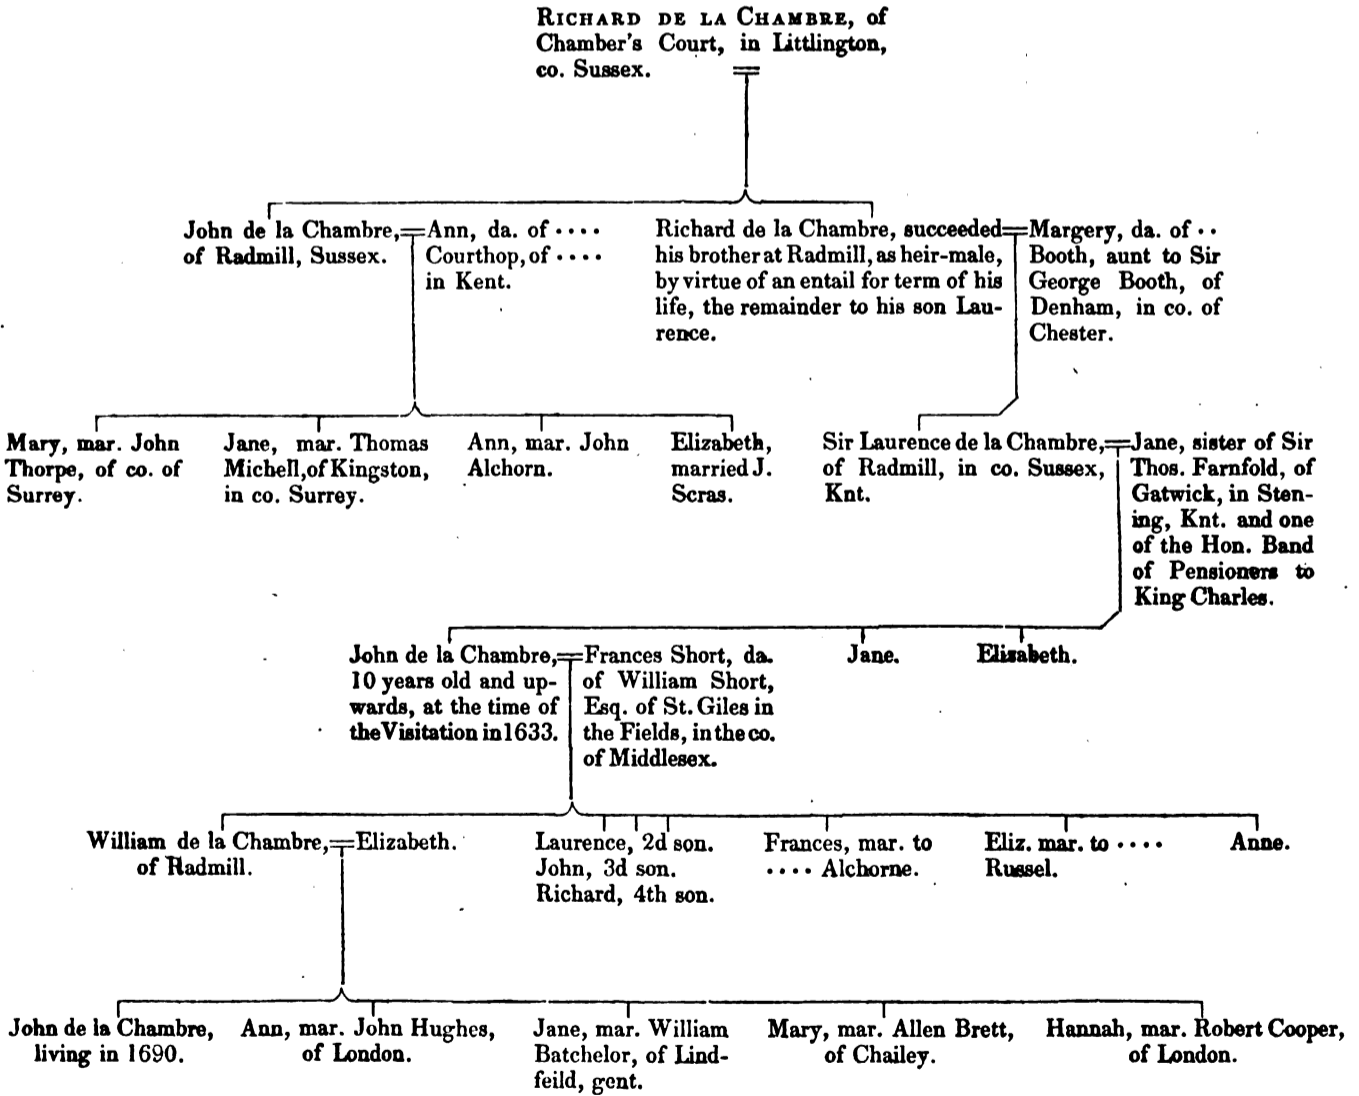 RICHARD DE LA CHAMBRE, of
Chamber's Court, in Littlington,
co. Sussex.
John de la Chambre,
of Radmill, Sussex.
Ann, da. of ····
Courthop, of ····
in Kent.
Richard de la Chambre, succeeded
his brother at Radmill, as heir-male,
by virtue of an entail for term of his
life, the remainder to his son Lau-
rence.
Margery, da. of ··
Booth, aunt to Sir
George Booth, of
Denham, in co. of
Chester.
Mary, mar. John
Thorpe, of co. of
Surrey.
Jane, mar. Thomas
Michell, of Kingston,
in co. Surrey.
Ann, mar. John
Alchorn.
Elizabeth,
married J.
Scras.
Sir Laurence de la Chambre,
of Radmill, in co. Sussex,
Knt.
Jane, sister of Sir
Thos. Farnfold, of
Gatwick, in Sten-
ing, Knt. and one
of the Hon. Band
of Pensioners to
King Charles.
John de la Chambre,
10 years old and up-
wards, at the time of
the Visitation in 1633.
Frances Short, da.
of William Short,
Esq. of St. Giles in
the Fields, in the co.
of Middlesex.
Jane.
Elizabeth.
William de la Chambre,
of Radmill.
Elizabeth.
Laurence, 2d son.
John, 3d son.
Richard, 4th son.
Frances, mar. to
···· Alchorne.
Eliz. mar. to ····
Russel.
Anne.
John de la Chambre,
living in 1690.
Ann, mar. John Hughes,
of London.
Jane, mar. William
Batchelor, of Lind-
feild, gent.
Mary, mar. Allen Brett,
of Chailey.
Hannah, mar. Robert Cooper,
of London.